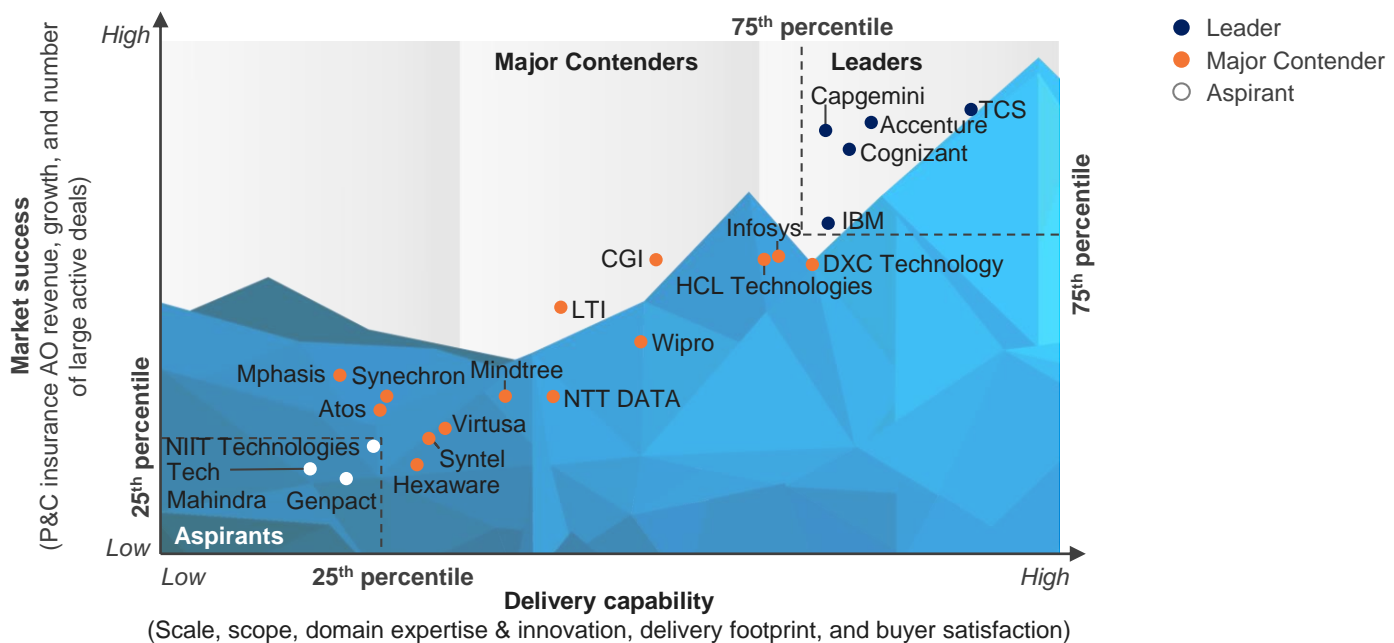 High
75th percentile
Major Contenders
Leaders
Leader
Major Contender
Aspirant
Capgemini
TCS
Accenture
Cognizant
IBM
Infosys
CGI
DXC Technology
HCL Technologies
LTI
Wipro
Mphasis
Synechron
Mindtree
Atos
NTT DATA
Virtusa
NIIT Technologies
Syntel
Tech
Mahindra
Genpact
Hexaware
Aspirants
Market success
(P&C insurance AO revenue, growth, and number
of large active deals)
25th percentile
75th percentile
Low
Low
25th percentile
High
Delivery capability
(Scale, scope, domain expertise & innovation, delivery footprint, and buyer satisfaction)